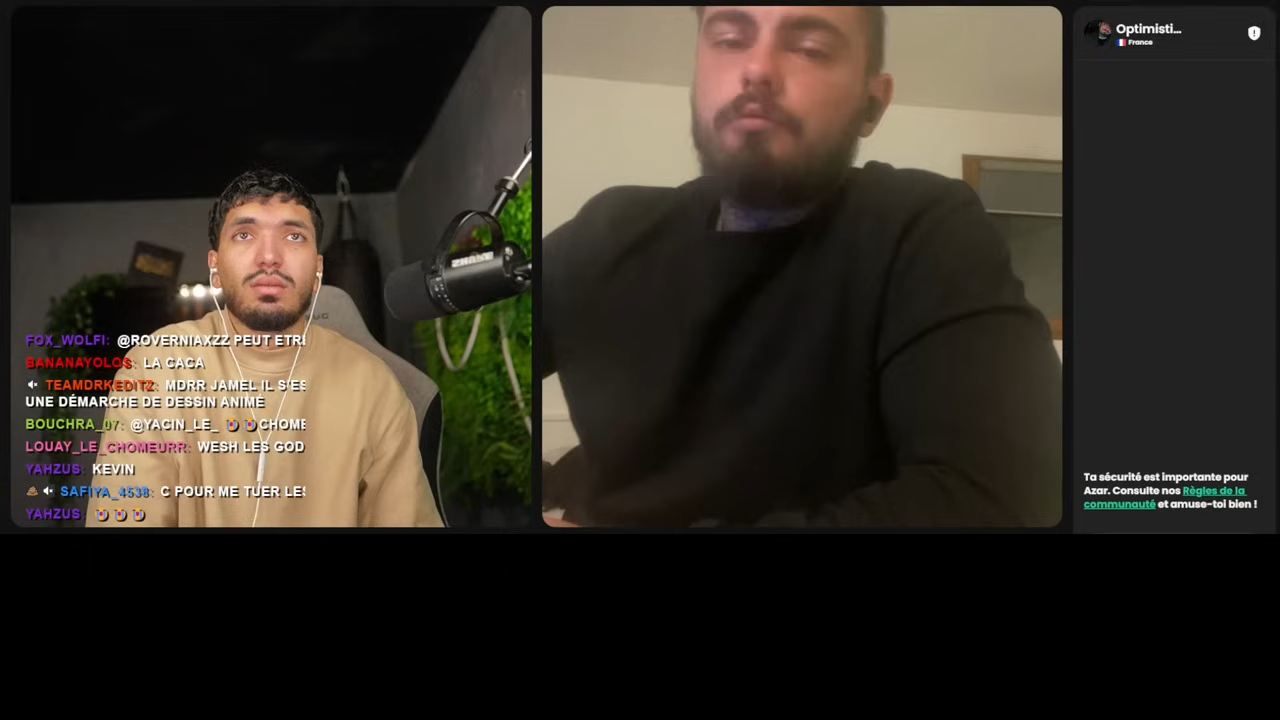 FOX_WOLFI: @ROVERNIAXZZ PEUT ETR
BANANAYOLOS: LA CACA
TEAMDRKEDITZ: MDRR JAMEL IL S'ES
UNE DÉMARCHE DE DESSIN ANIMÉ
BOUCHRA_07: @YACIN_LE_ CHOME
LOUAY_LE_CHOMEURR: WESH LES GOD
YAHZUS: KEVIN
SAFIYA_4538: C POUR ME TUER LES
YAHZUS:
Optimisti...
France
Ta sécurité est importante pour
Azar. Consulte nos Règles de la
communauté et amuse-toi bien !